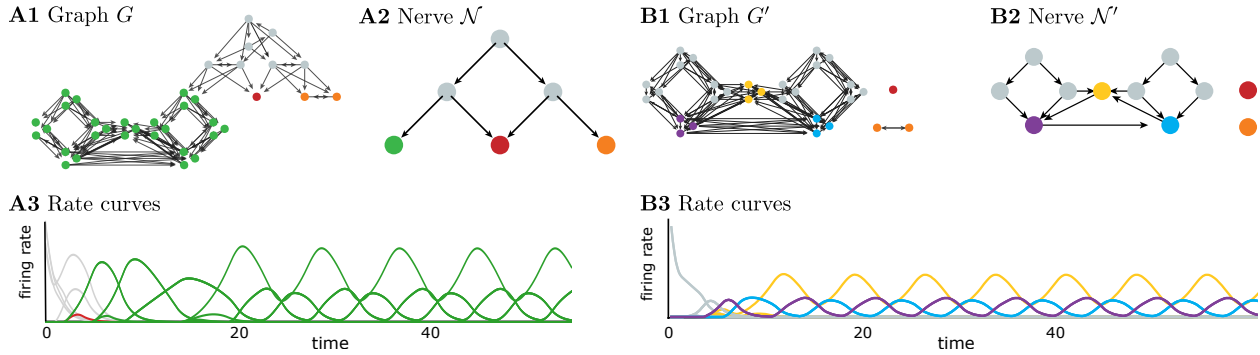 A1 Graph G
A2 Nerve 𝒩
B1 Graph G′
B2 Nerve 𝒩′
A3 Rate curves
firing rate
0
20
40
time
B3 Rate curves
firing rate
0
20
40
time